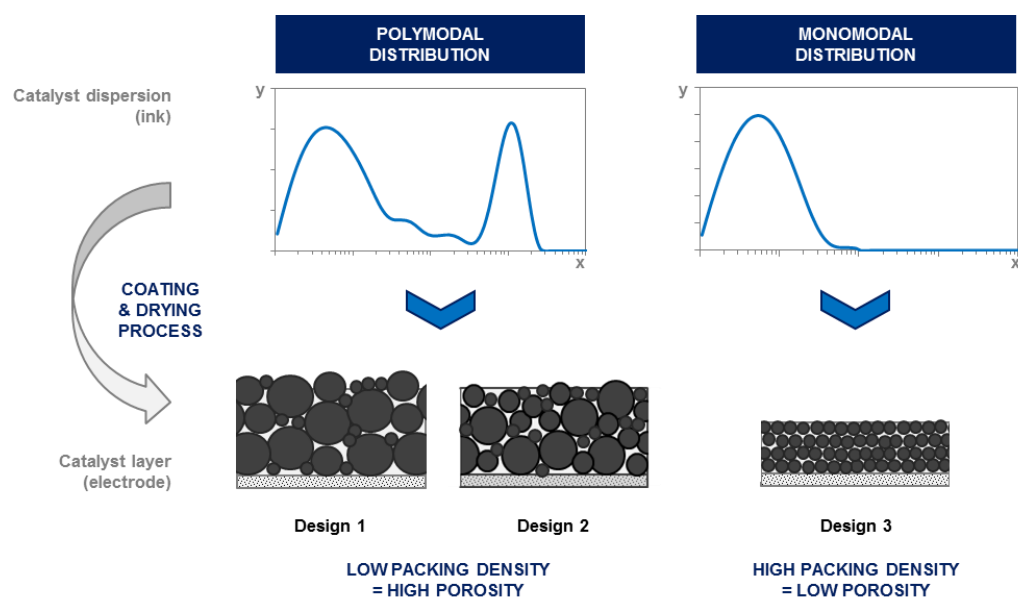 POLYMODAL
DISTRIBUTION
MONOMODAL
DISTRIBUTION
Catalyst dispersion
(ink)
y
x
y
x
COATING
& DRYING
PROCESS
Catalyst layer
(electrode)
Design 1
Design 2
Design 3
LOW PACKING DENSITY
= HIGH POROSITY
HIGH PACKING DENSITY
= LOW POROSITY